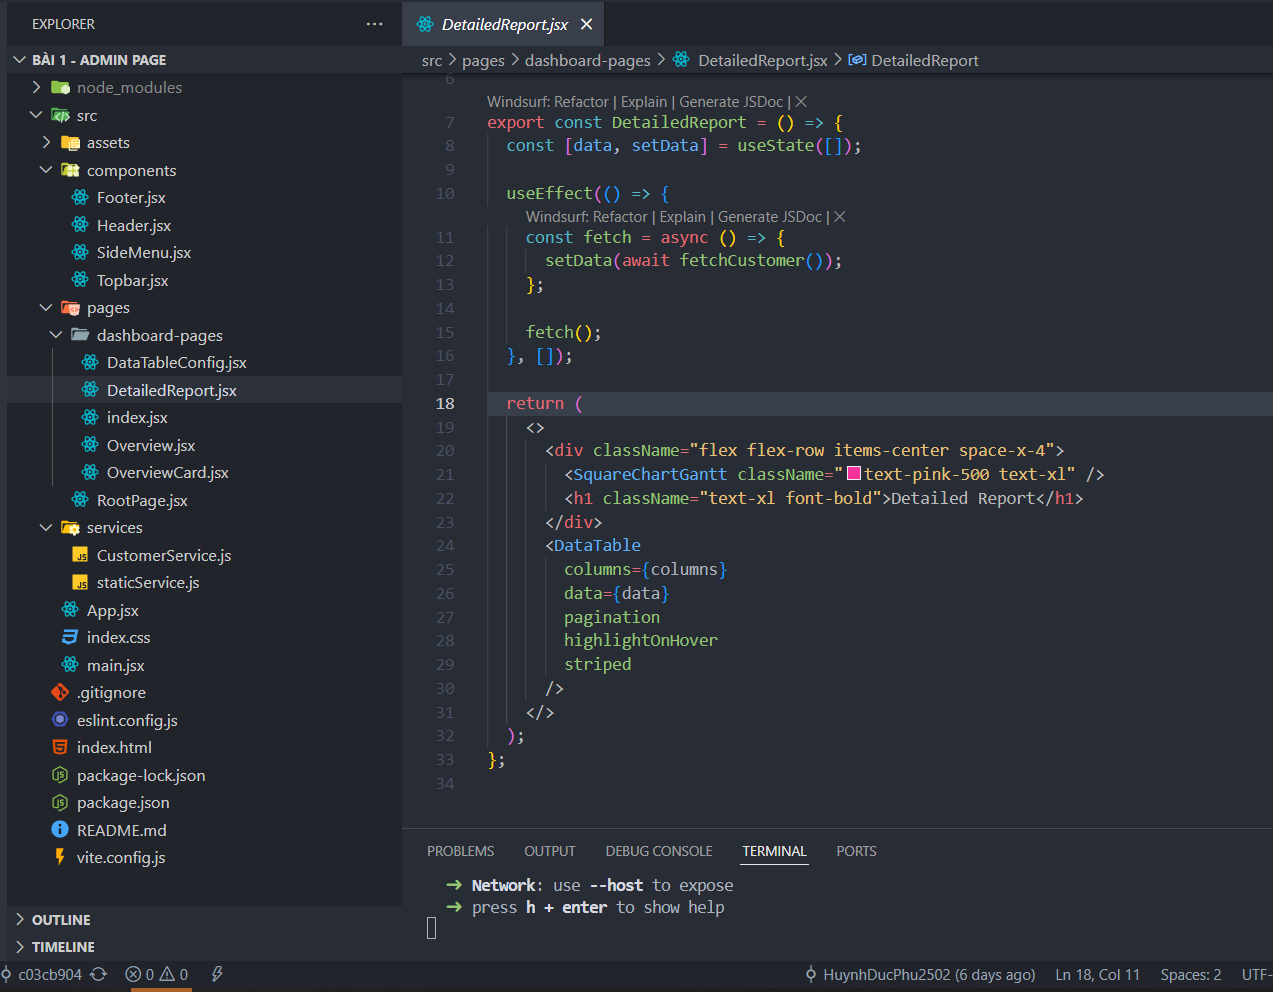 EXPLORER
BÀI 1 - ADMIN PAGE
node_modules
src
assets
components
Footer.jsx
Header.jsx
SideMenu.jsx
Topbar.jsx
pages
dashboard-pages
DataTableConfig.jsx
DetailedReport.jsx
index.jsx
Overview.jsx
OverviewCard.jsx
RootPage.jsx
services
JS CustomerService.js
JS staticService.js
App.jsx
index.css
main.jsx
.gitignore
eslint.config.js
index.html
package-lock.json
package.json
README.md
vite.config.js
OUTLINE
TIMELINE
DetailedReport.jsx
src > pages > dashboard-pages > DetailedReport.jsx > DetailedReport
6
Windsurf: Refactor | Explain | Generate JSDoc | X
7 export const DetailedReport = () => {
8 const [data, setData] = useState([]);
9
10 useEffect(() => {
Windsurf: Refactor | Explain | Generate JSDoc | X
11 const fetch = async () => {
12 setData(await fetchCustomer());
13 };
14
15 fetch();
16 }, []);
17
18 return (
19 <>
20 <div className="flex flex-row items-center space-x-4">
21 <SquareChartGantt className="text-pink-500 text-xl" />
22 <h1 className="text-xl font-bold">Detailed Report</h1>
23 </div>
24 <DataTable
25 columns={columns}
26 data={data}
27 pagination
28 highlightOnHover
29 striped
30 />
31 </>
32 );
33 };
34
PROBLEMS OUTPUT DEBUG CONSOLE TERMINAL PORTS
➜ Network: use --host to expose
➜ press h + enter to show help
c03cb904 0 0 HuynhDucPhu2502 (6 days ago) Ln 18, Col 11 Spaces: 2 UTF-